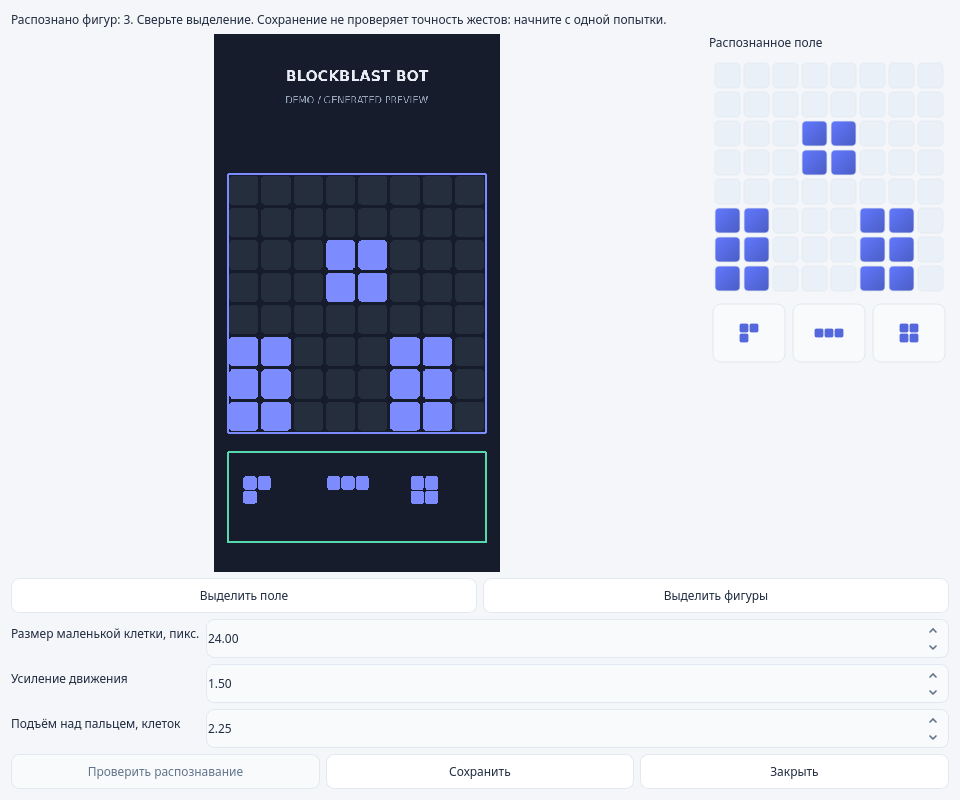 Распознано фигур: 3. Сверьте выделение. Сохранение не проверяет точность жестов: начните с одной попытки.
Распознанное поле
BLOCKBLAST BOT
DEMO / GENERATED PREVIEW
Выделить поле
Выделить фигуры
Размер маленькой клетки, пикс.
24.00
Усиление движения
1.50
Подъём над пальцем, клеток
2.25
Проверить распознавание
Сохранить
Закрыть